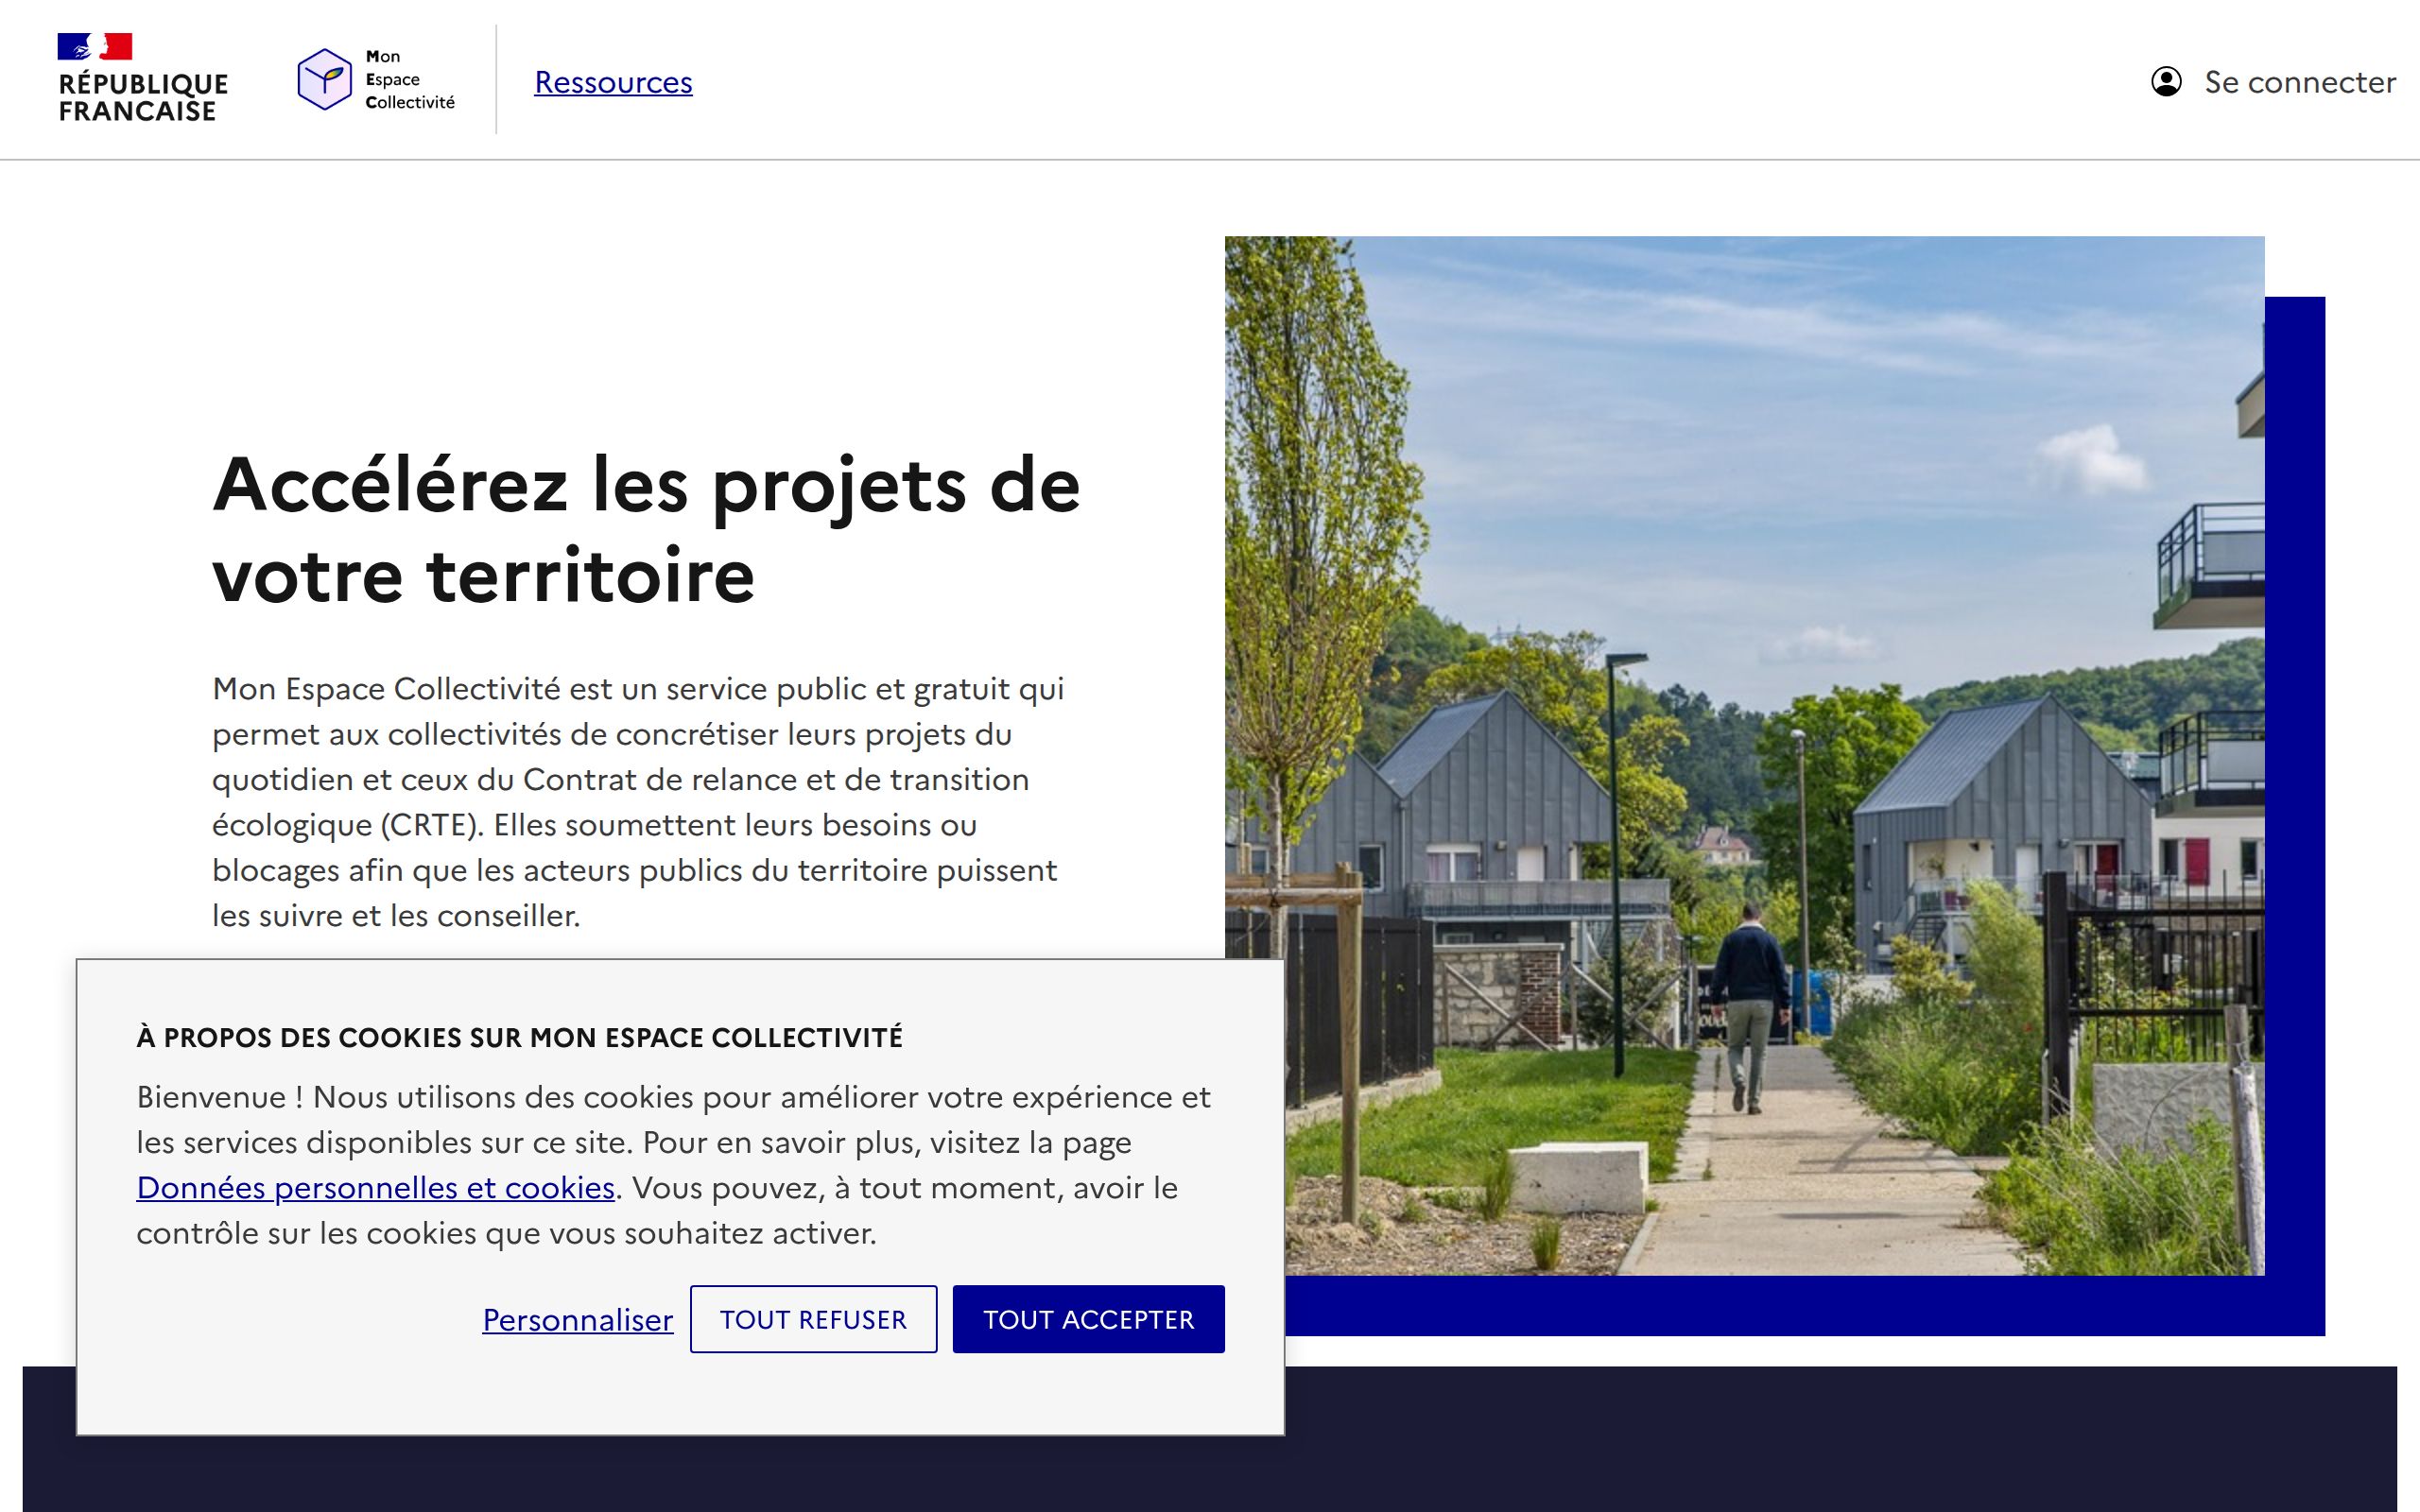 RÉPUBLIQUE
FRANCAISE
Mon
Espace
Collectivité
Ressources
Se connecter
Accélérez les projets de
votre territoire
Mon Espace Collectivité est un service public et gratuit qui
permet aux collectivités de concrétiser leurs projets du
quotidien et ceux du Contrat de relance et de transition
écologique (CRTE). Elles soumettent leurs besoins ou
blocages afin que les acteurs publics du territoire puissent
les suivre et les conseiller.
À PROPOS DES COOKIES SUR MON ESPACE COLLECTIVITÉ
Bienvenue ! Nous utilisons des cookies pour améliorer votre expérience et
les services disponibles sur ce site. Pour en savoir plus, visitez la page
Données personnelles et cookies. Vous pouvez, à tout moment, avoir le
contrôle sur les cookies que vous souhaitez activer.
Personnaliser
TOUT REFUSER
TOUT ACCEPTER